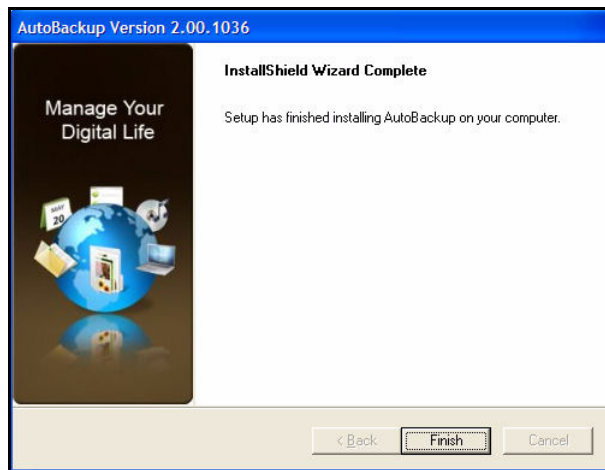 AutoBackup Version 2.00.1036
InstallShield Wizard Complete
Setup has finished installing AutoBackup on your computer.
Manage Your
Digital Life
MAY
20
< Back
Finish
Cancel